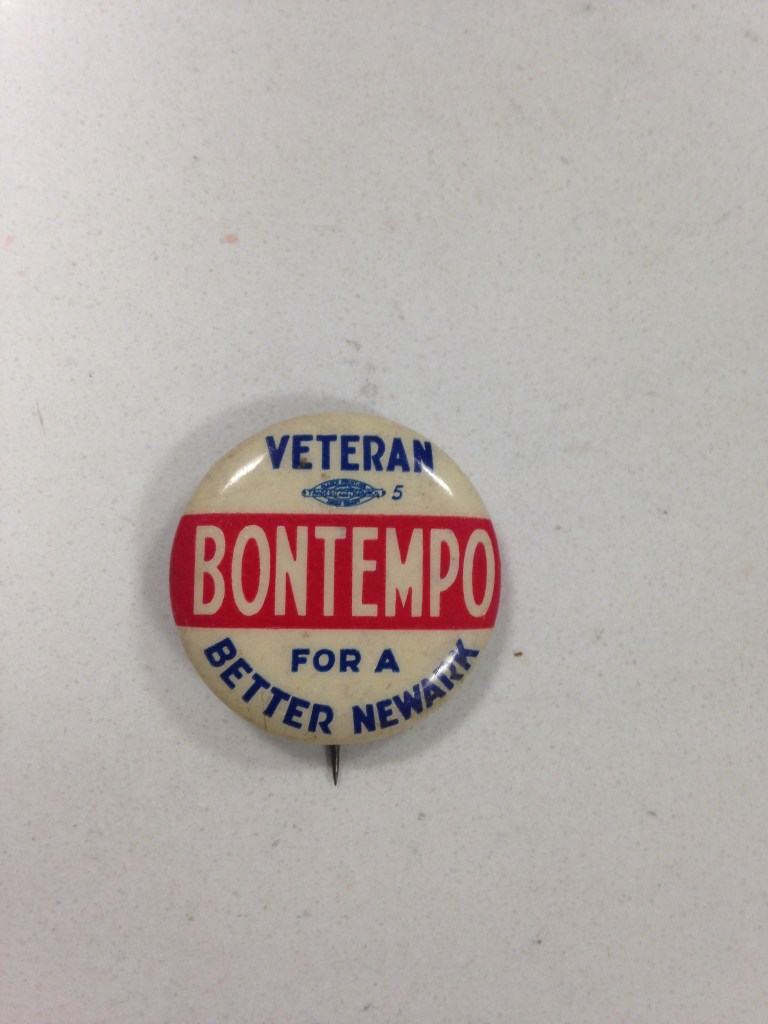 VETERAN
5
BONTEMPO
FOR A
BETTER NEWARK